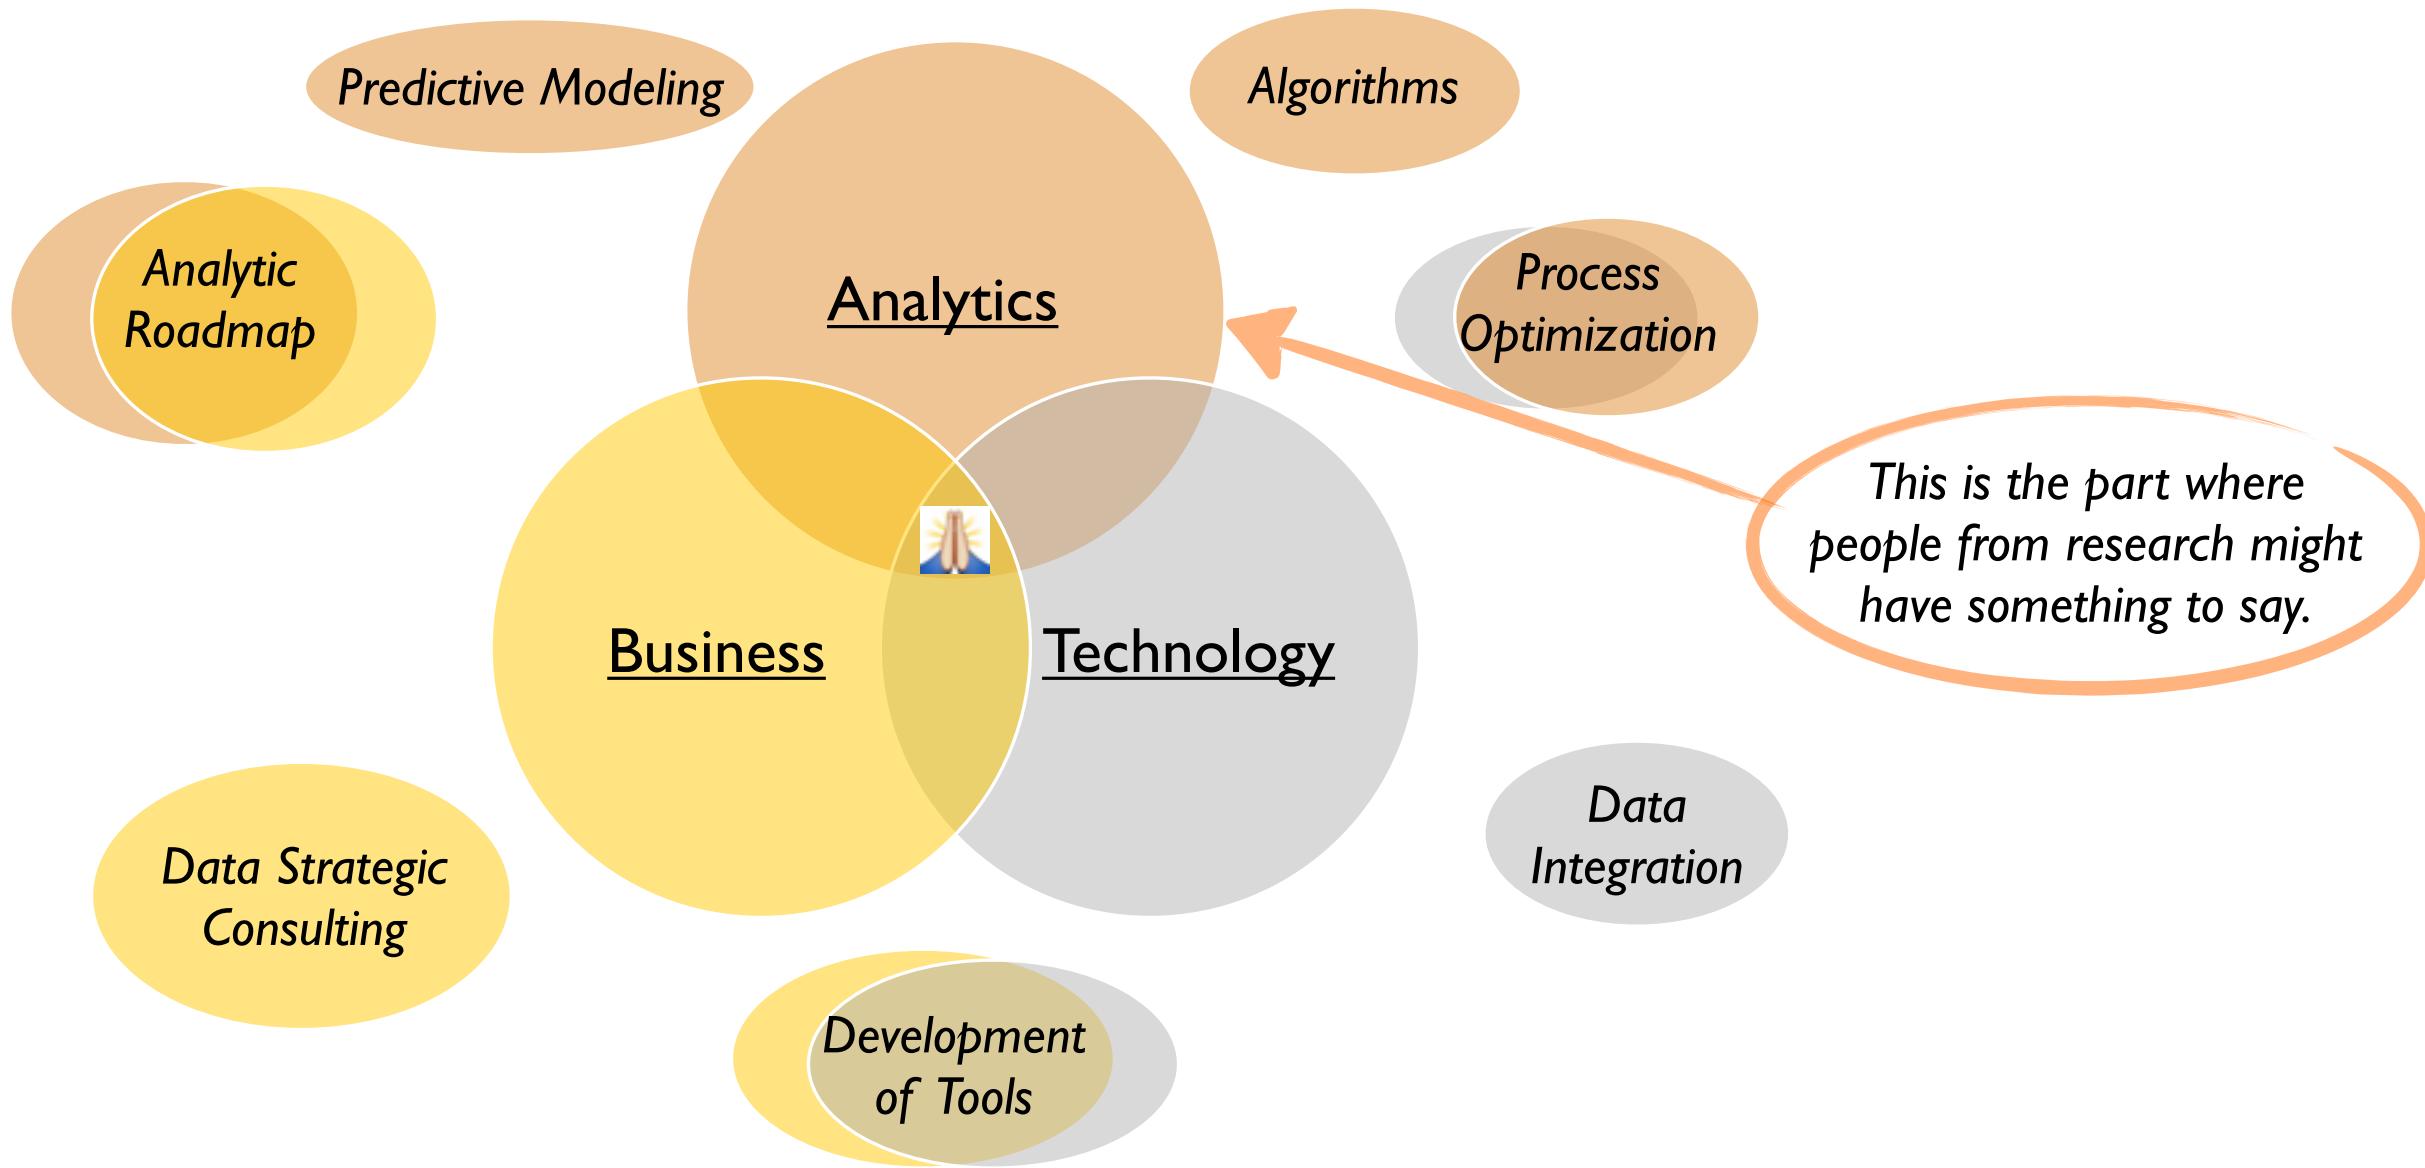 Predictive Modeling
Algorithms
Analytic
Roadmap
Analytics
Process
Optimization
This is the part where
people from research might
have something to say.
Business
Technology
Data Strategic
Consulting
Data
Integration
Development
of Tools